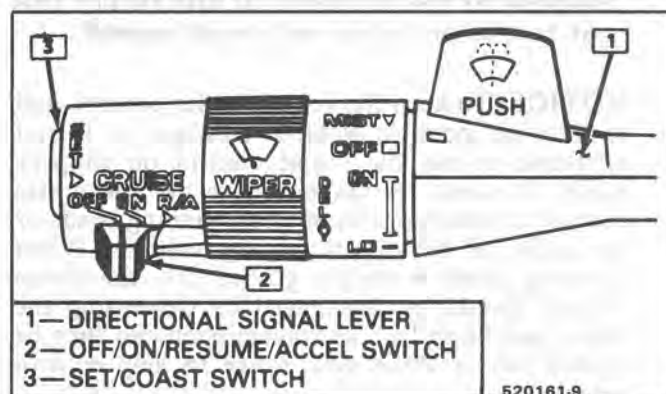 3
1
PUSH
MIST
OFF
ON
DELAY
LO
SET
CRUISE
OFF ON R/A
WIPER
2
1—DIRECTIONAL SIGNAL LEVER
2—OFF/ON/RESUME/ACCEL SWITCH
3—SET/COAST SWITCH
520161-9